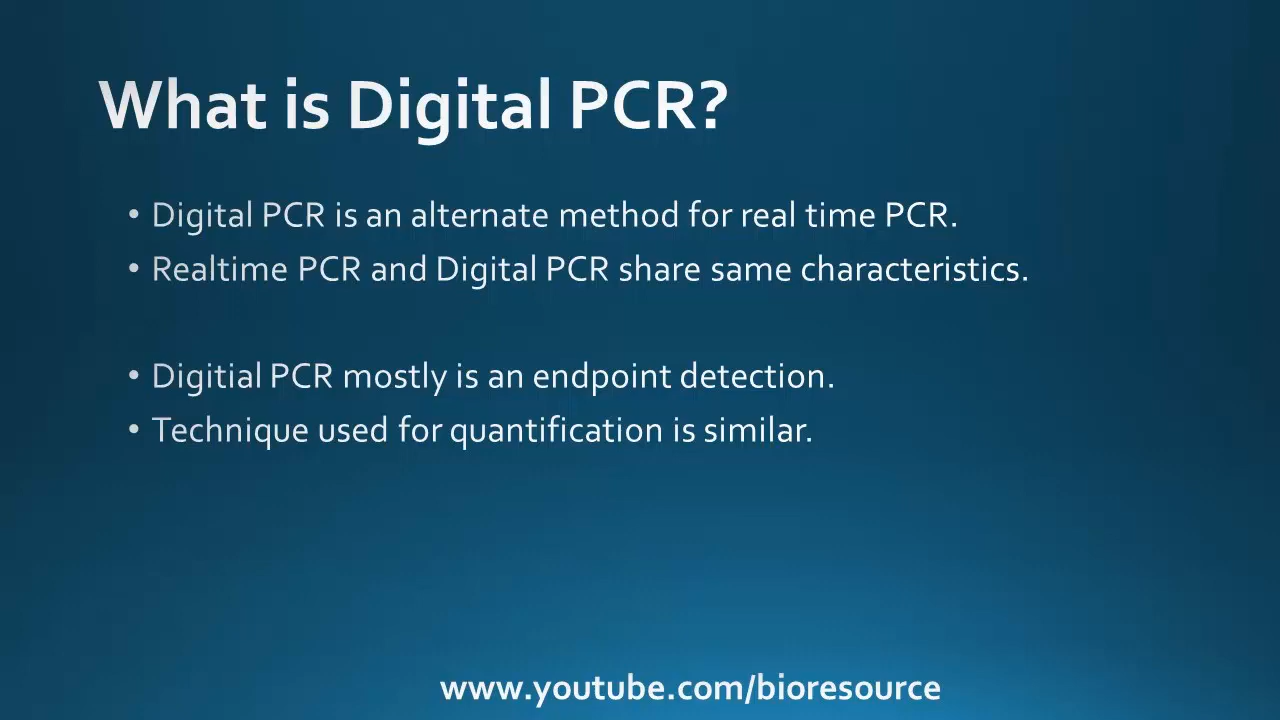 What is Digital PCR?
• Digital PCR is an alternate method for real time PCR.
• Realtime PCR and Digital PCR share same characteristics.
• Digitial PCR mostly is an endpoint detection.
• Technique used for quantification is similar.
www.youtube.com/bioresource